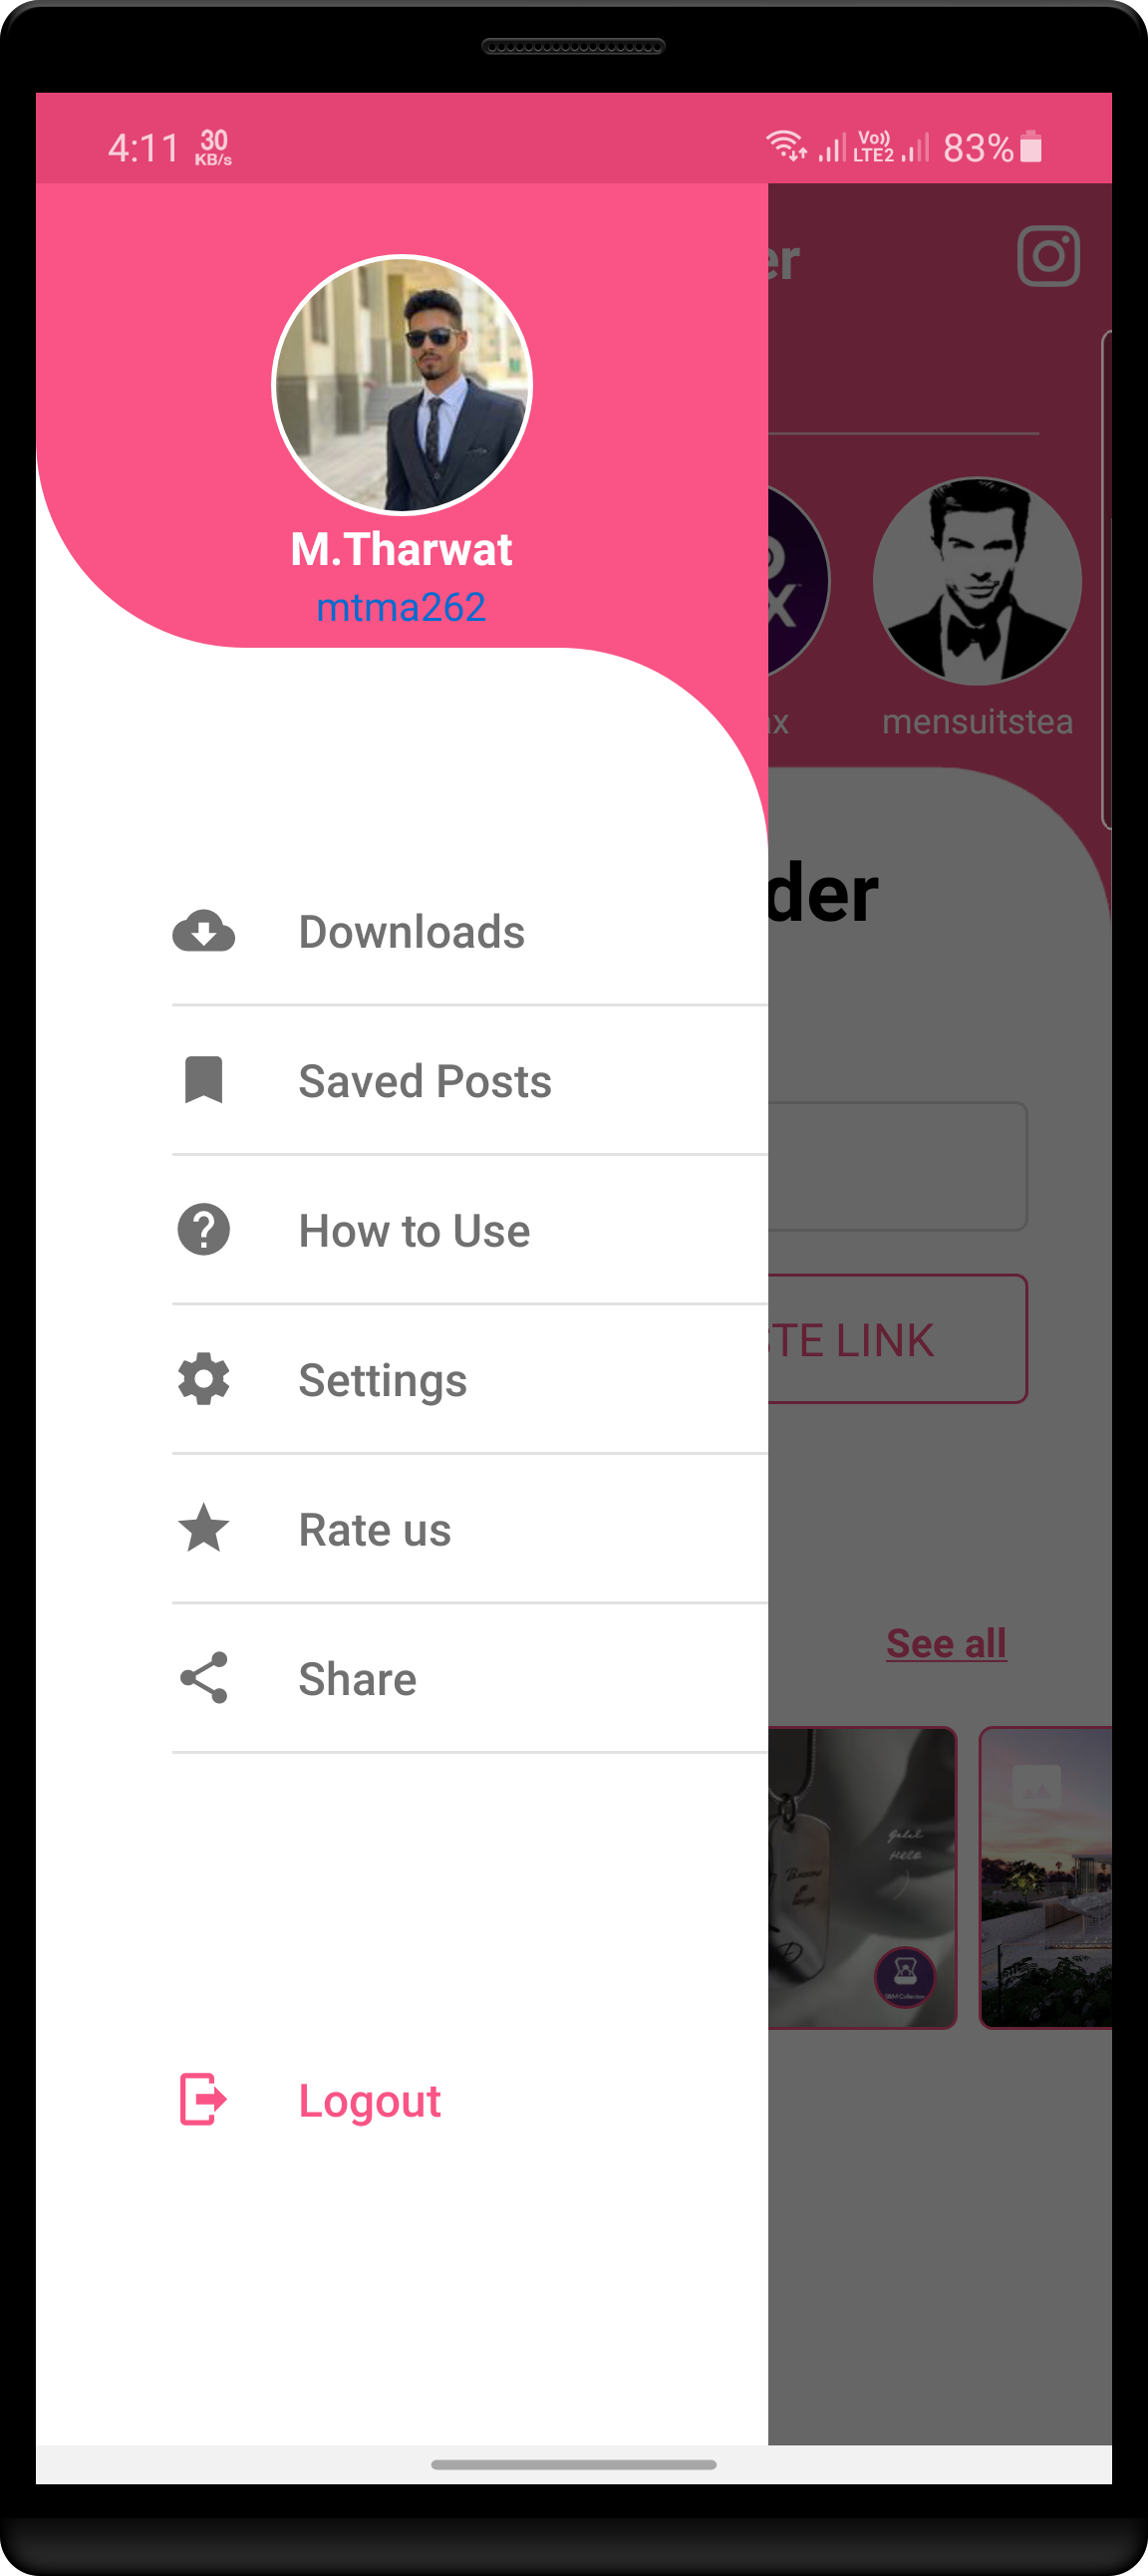 4:11 30 KB/s Vo)) LTE2 83%
er
M.Tharwat
mtma262
X
ax
mensuitstea
der
Downloads
Saved Posts
How to Use
TE LINK
Settings
Rate us
See all
Share
Logout